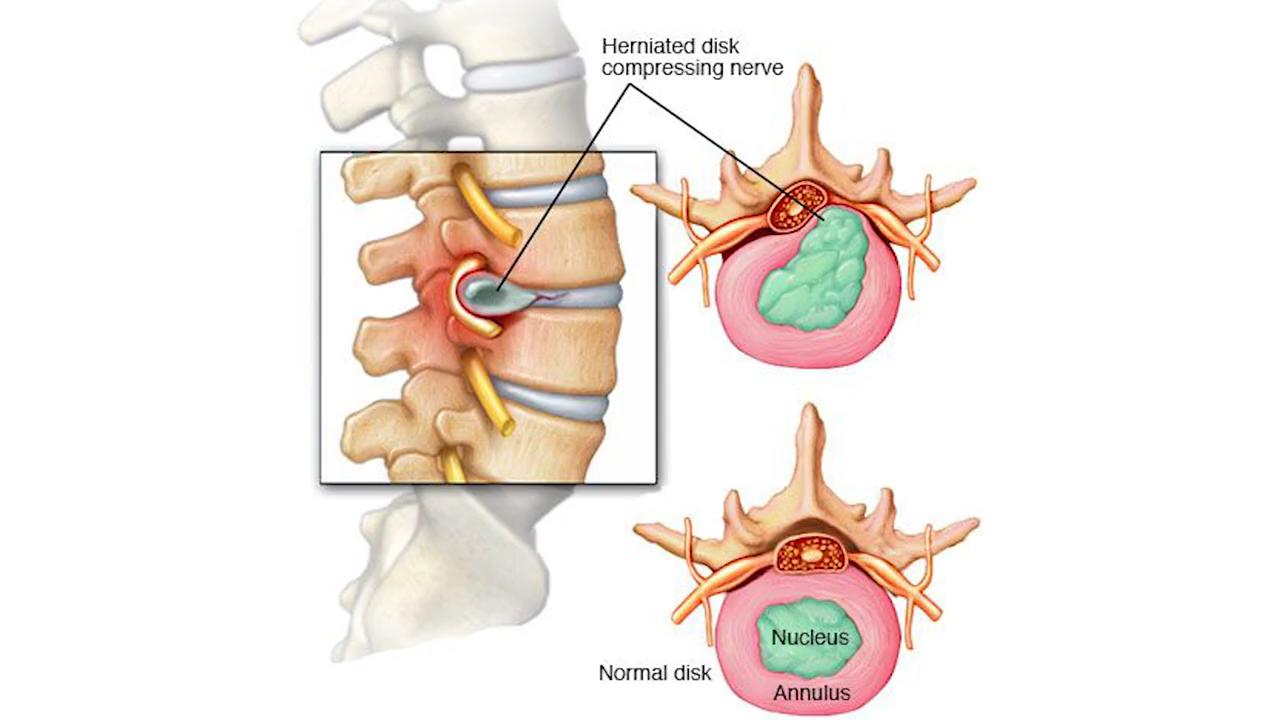 Herniated disk
compressing nerve
Nucleus
Normal disk
Annulus